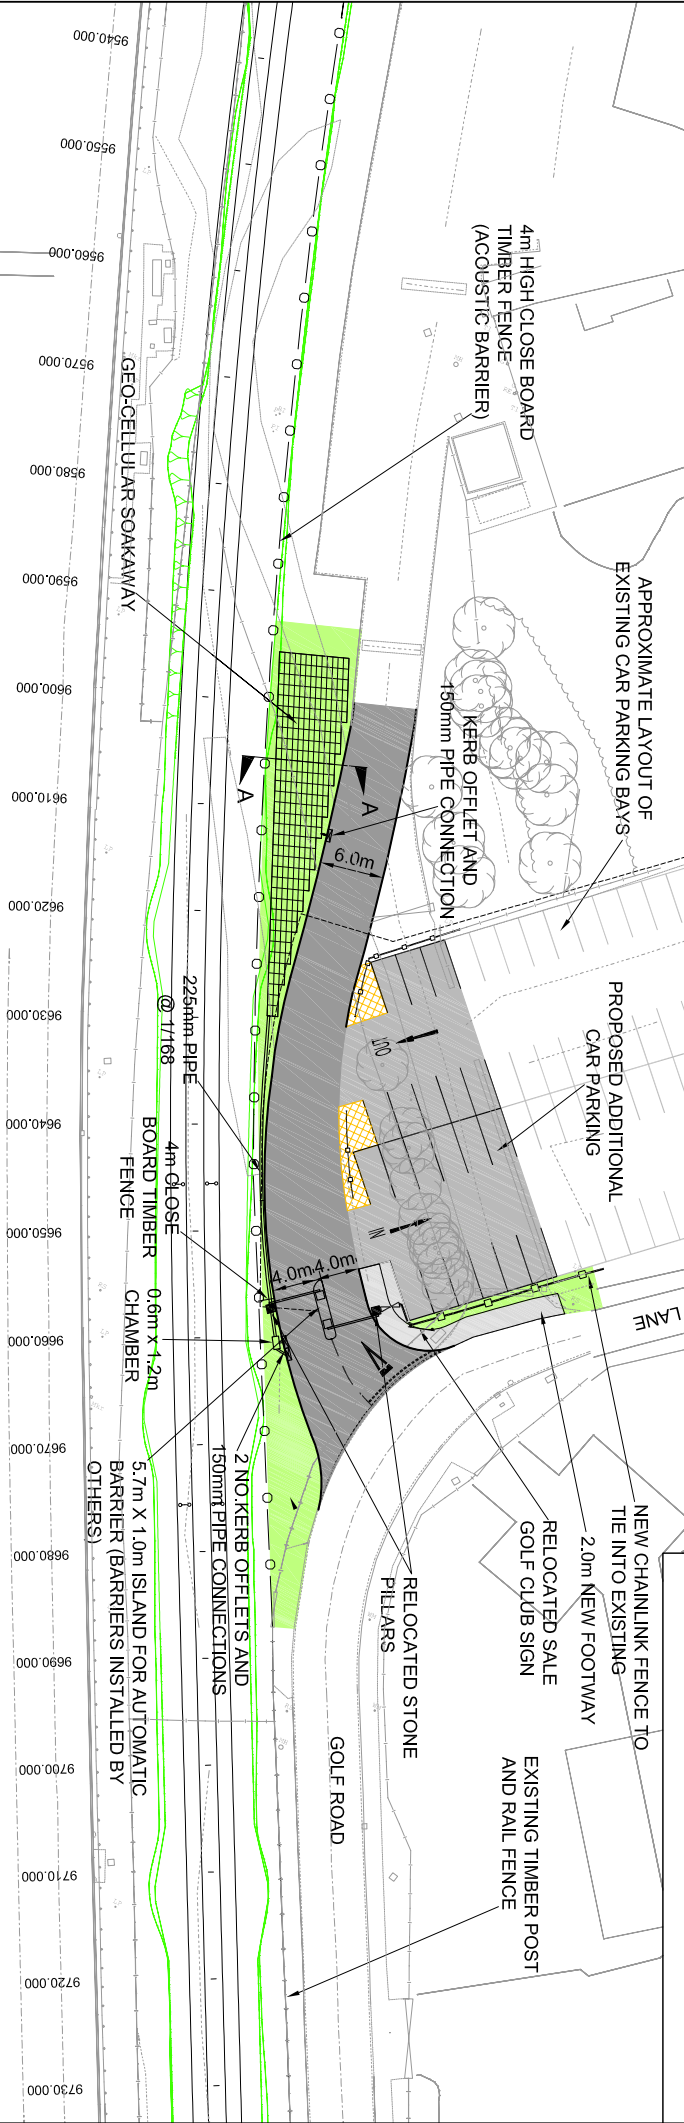 4m HIGH CLOSE BOARD
TIMBER FENCE
(ACOUSTIC BARRIER)
APPROXIMATE LAYOUT OF
EXISTING CAR PARKING BAYS
GEO-CELLULAR SOAKAWAY
KERB OFFLET AND
150mm PIPE CONNECTION
A
A
6.0m
PROPOSED ADDITIONAL
CAR PARKING
OUT
IN
225mm PIPE
@ 1/168
4m CLOSE
BOARD TIMBER
FENCE
4.0m
4.0m
0.6m x 1.2m
CHAMBER
LANE
5.7m X 1.0m ISLAND FOR AUTOMATIC
BARRIER (BARRIERS INSTALLED BY
OTHERS)
2 NO.KERB OFFLETS AND
150mm PIPE CONNECTIONS
RELOCATED STONE
PILLARS
RELOCATED SALE
GOLF CLUB SIGN
2.0m NEW FOOTWAY
NEW CHAINLINK FENCE TO
TIE INTO EXISTING
GOLF ROAD
EXISTING TIMBER POST
AND RAIL FENCE
9540.000
9550.000
9560.000
9570.000
9580.000
9590.000
9600.000
9610.000
9620.000
9630.000
9640.000
9650.000
9660.000
9670.000
9680.000
9690.000
9700.000
9710.000
9720.000
9730.000